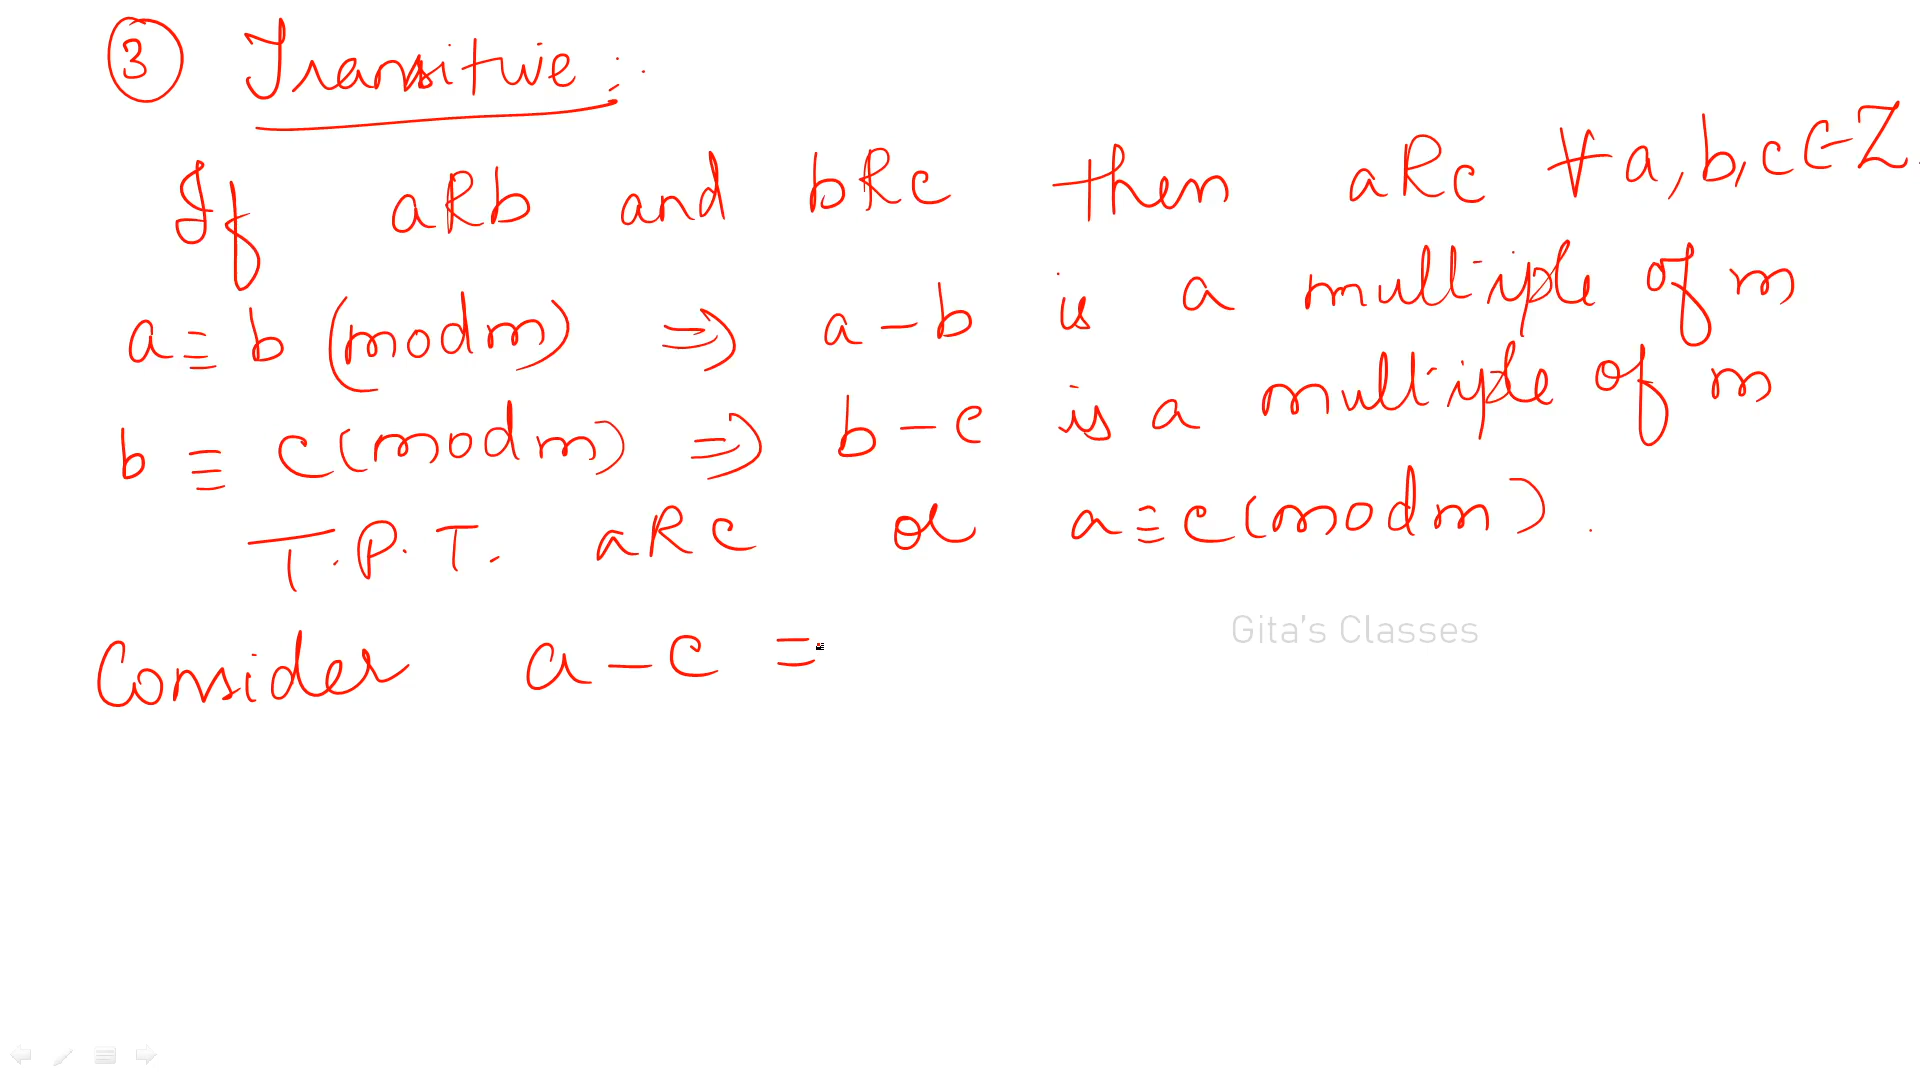 ③ Transitive :
If aRb and bRc then aRc ∀ a, b, c ∈ Z.
a ≡ b (mod m) ⇒ a - b is a multiple of m
b ≡ c (mod m) ⇒ b - c is a multiple of m
T.P.T. aRc or a ≡ c (mod m).
Gita's Classes
Consider a - c =